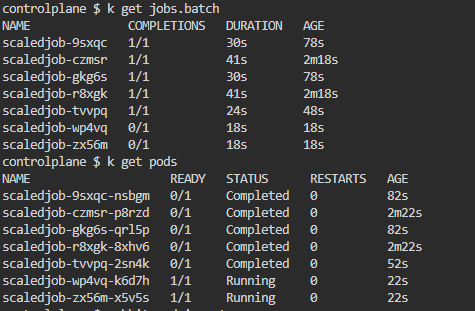 controlplane $ k get jobs.batch
NAME COMPLETIONS DURATION AGE
scaledjob-9sxqc 1/1 30s 78s
scaledjob-czmsr 1/1 41s 2m18s
scaledjob-gkg6s 1/1 30s 78s
scaledjob-r8xgk 1/1 41s 2m18s
scaledjob-tvvpq 1/1 24s 48s
scaledjob-wp4vq 0/1 18s 18s
scaledjob-zx56m 0/1 18s 18s
controlplane $ k get pods
NAME READY STATUS RESTARTS AGE
scaledjob-9sxqc-nsbgm 0/1 Completed 0 82s
scaledjob-czmsr-p8rzd 0/1 Completed 0 2m22s
scaledjob-gkg6s-qrl5p 0/1 Completed 0 82s
scaledjob-r8xgk-8xhv6 0/1 Completed 0 2m22s
scaledjob-tvvpq-2sn4k 0/1 Completed 0 52s
scaledjob-wp4vq-k6d7h 1/1 Running 0 22s
scaledjob-zx56m-x5v5s 1/1 Running 0 22s